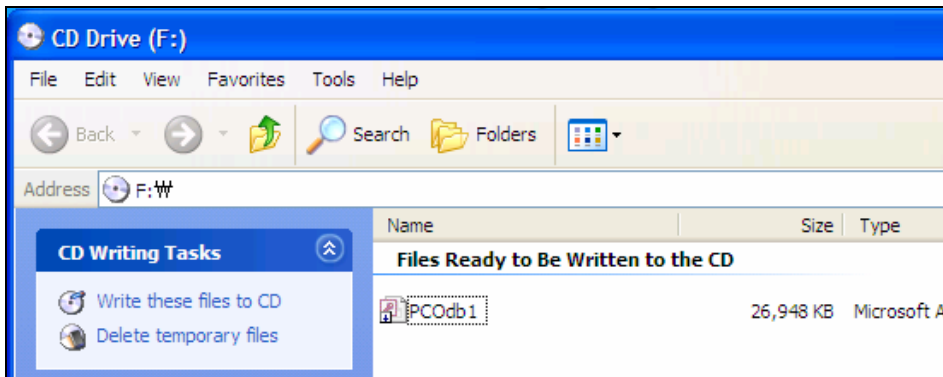 CD Drive (F:)
File Edit View Favorites Tools Help
Back Search Folders
Address F:₩
Name Size Type
CD Writing Tasks
Files Ready to Be Written to the CD
Write these files to CD
PCOdb1 26,948 KB Microsoft A
Delete temporary files